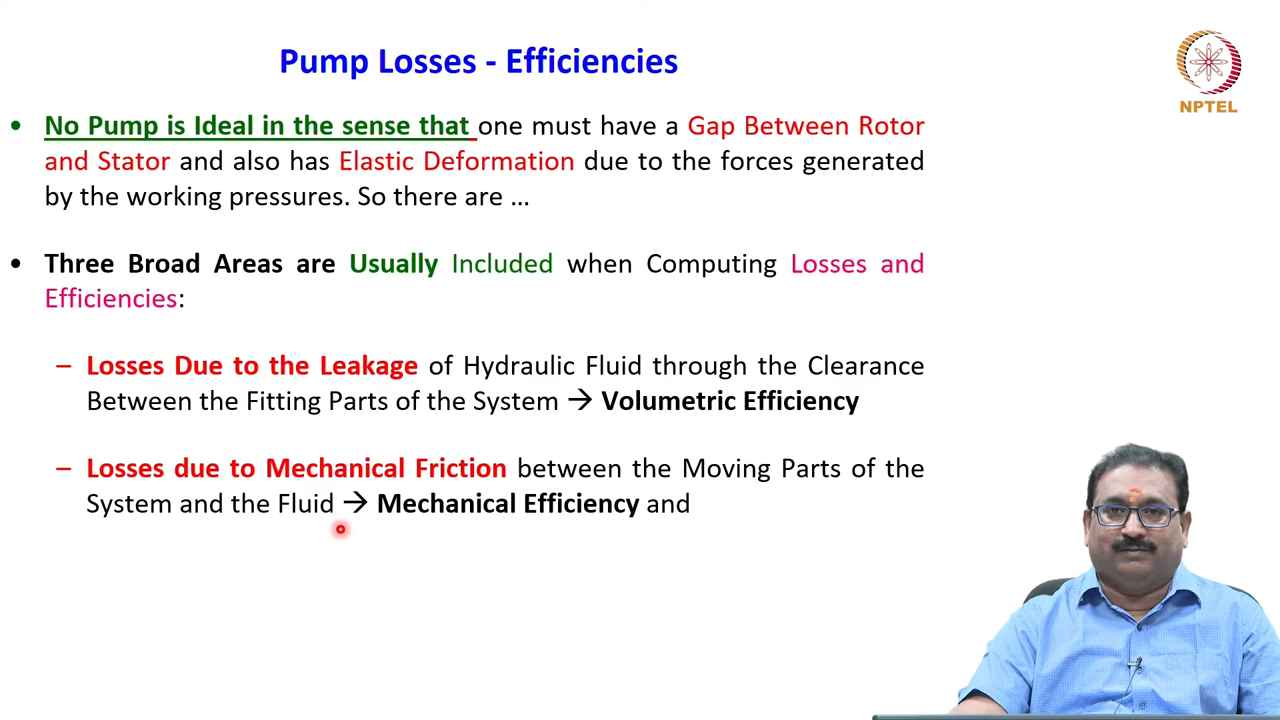 Pump Losses - Efficiencies
NPTEL
• No Pump is Ideal in the sense that one must have a Gap Between Rotor
and Stator and also has Elastic Deformation due to the forces generated
by the working pressures. So there are ...
• Three Broad Areas are Usually Included when Computing Losses and
Efficiencies:
– Losses Due to the Leakage of Hydraulic Fluid through the Clearance
Between the Fitting Parts of the System → Volumetric Efficiency
– Losses due to Mechanical Friction between the Moving Parts of the
System and the Fluid → Mechanical Efficiency and